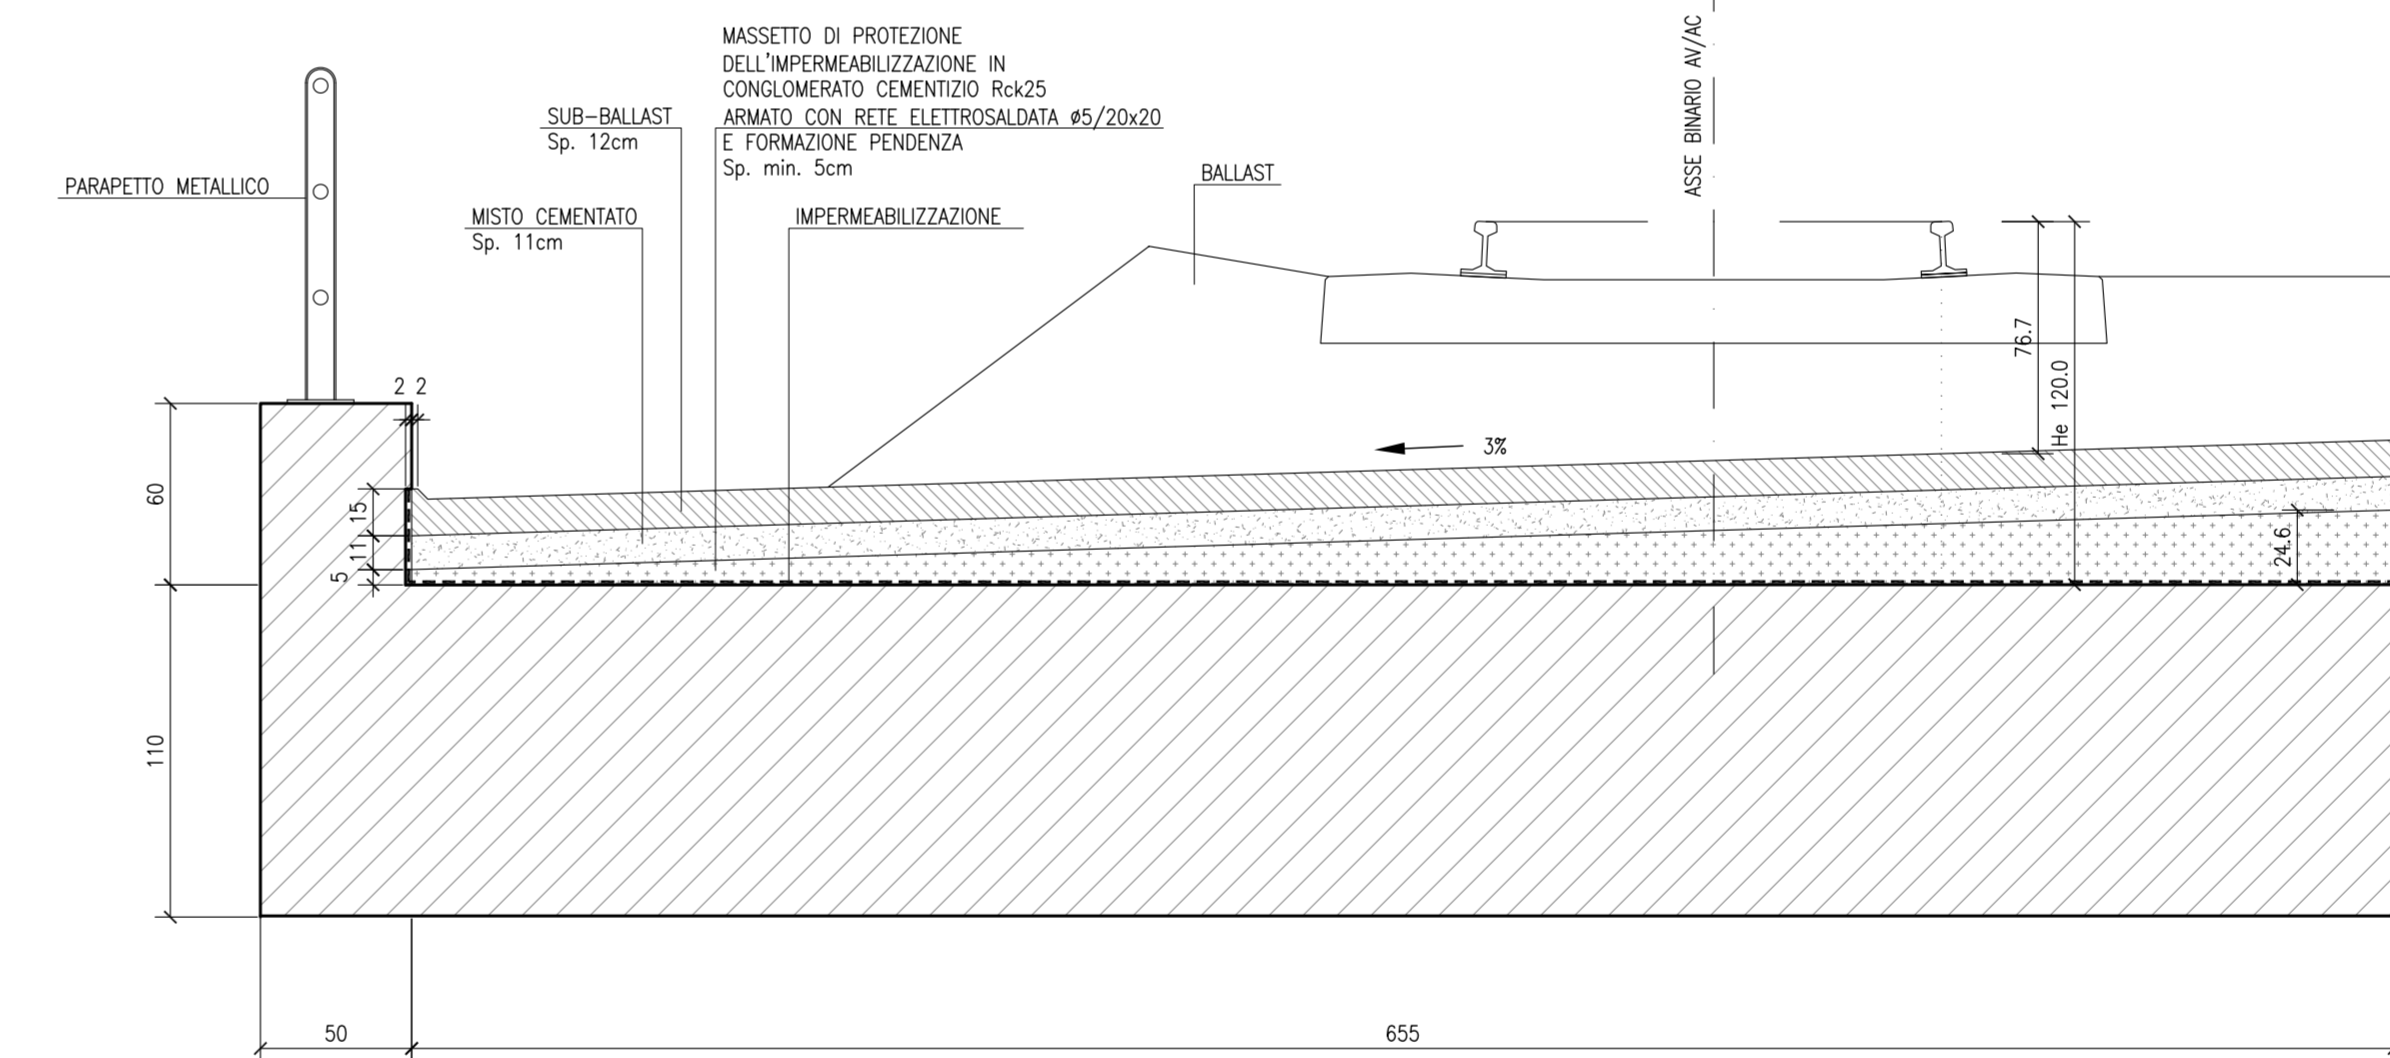 MASSETTO DI PROTEZIONE
DELL'IMPERMEABILIZZAZIONE IN
CONGLOMERATO CEMENTIZIO Rck25
ARMATO CON RETE ELETTROSALDATA ø5/20x20
E FORMAZIONE PENDENZA
Sp. min. 5cm
SUB-BALLAST
Sp. 12cm
PARAPETTO METALLICO
MISTO CEMENTATO
Sp. 11cm
IMPERMEABILIZZAZIONE
BALLAST
ASSE BINARIO AV/AC
76.7
He 120.0
2 2
3%
60
15
11
5
24.6
110
50
655